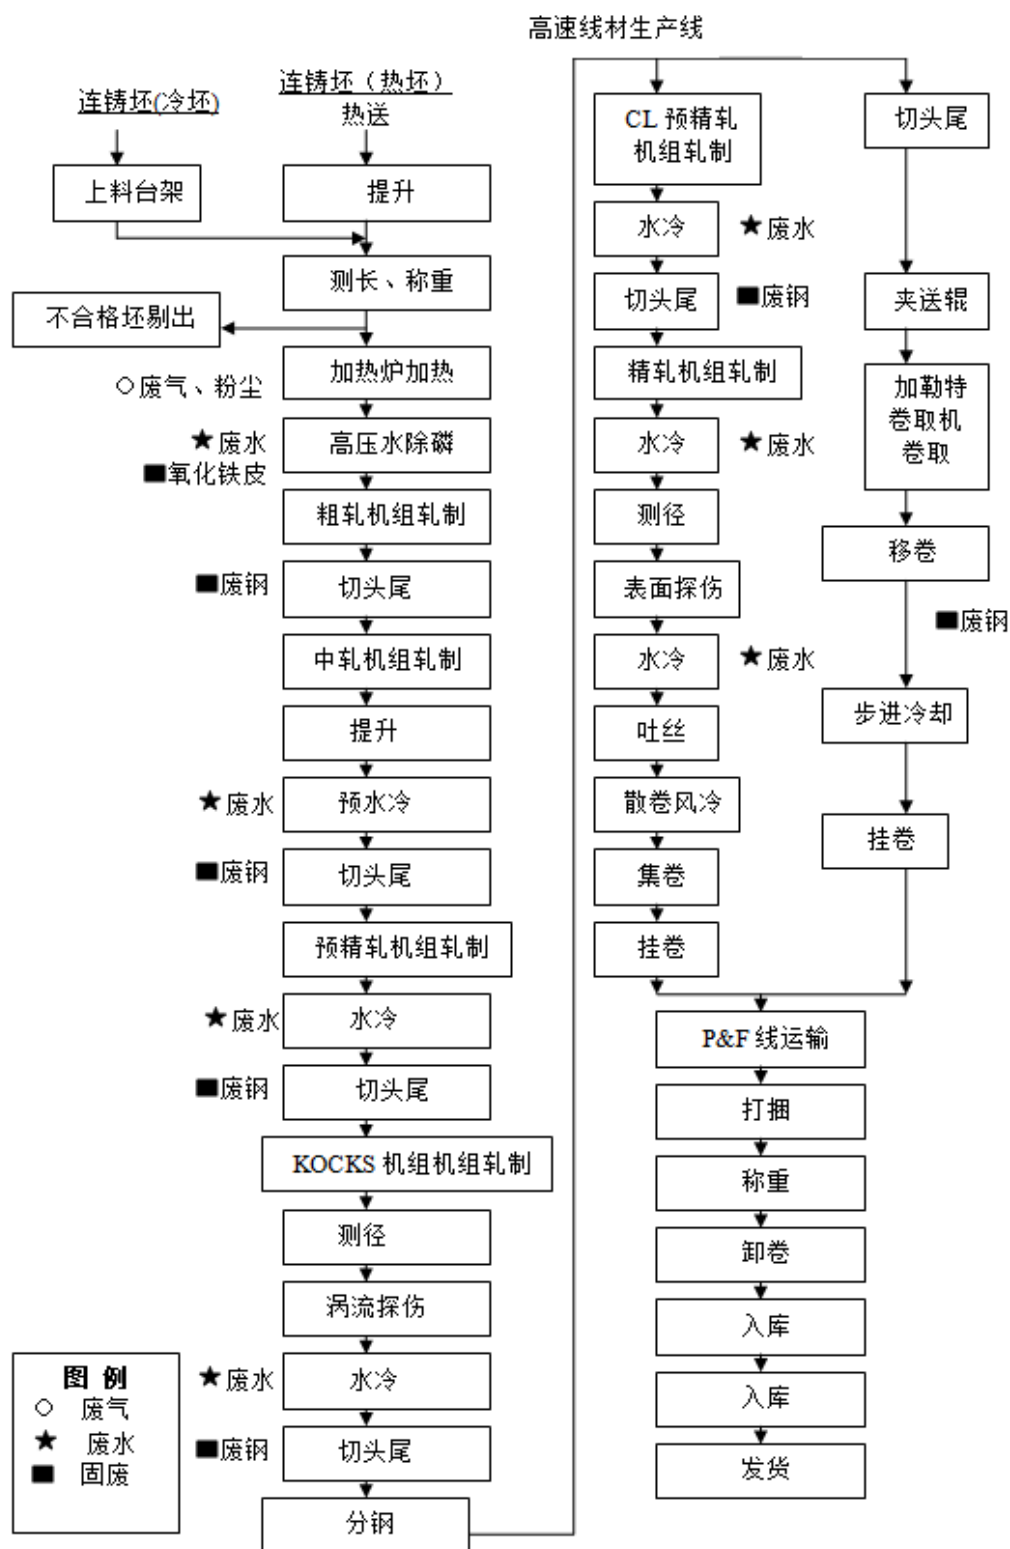 高速线材生产线
连铸坯(冷坯)
连铸坯（热坯）
热送
上料台架
提升
测长、称重
不合格坯剔出
加热炉加热
○废气、粉尘
高压水除磷
★废水
■氧化铁皮
粗轧机组轧制
切头尾
■废钢
中轧机组轧制
提升
预水冷
★废水
切头尾
■废钢
预精轧机组轧制
水冷
★废水
切头尾
■废钢
KOCKS 机组机组轧制
测径
涡流探伤
水冷
★废水
切头尾
■废钢
分钢
CL 预精轧
机组轧制
水冷
★废水
切头尾
■废钢
精轧机组轧制
水冷
★废水
测径
表面探伤
水冷
★废水
吐丝
散卷风冷
集卷
挂卷
切头尾
夹送辊
加勒特
卷取机
卷取
移卷
■废钢
步进冷却
挂卷
P&F 线运输
打捆
称重
卸卷
入库
入库
发货
图 例
○ 废气
★ 废水
■ 固废